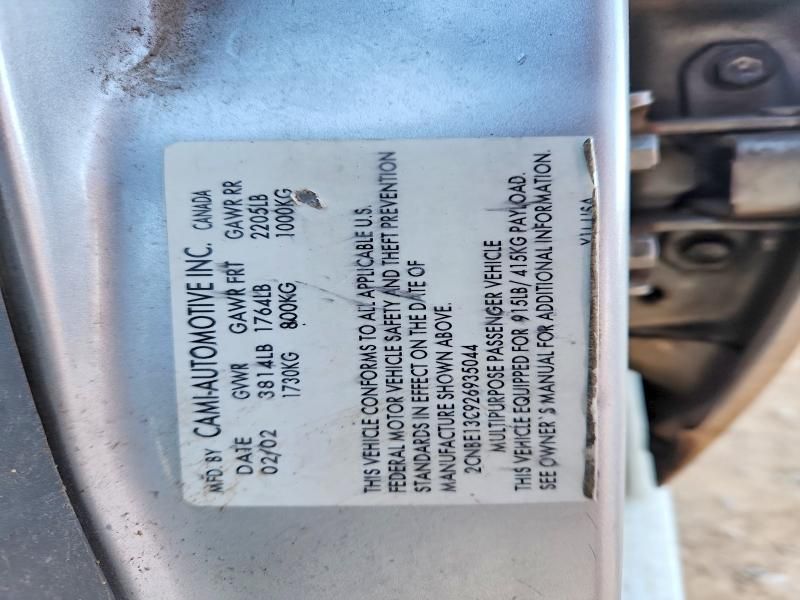 MFD. BY CAMI-AUTOMOTIVE INC. CANADA
DATE GVWR GAWR FRT GAWR RR
02/02 3814LB 1764LB 2205LB
1730KG 800KG 1000KG
THIS VEHICLE CONFORMS TO ALL APPLICABLE U.S.
FEDERAL MOTOR VEHICLE SAFETY AND THEFT PREVENTION
STANDARDS IN EFFECT ON THE DATE OF
MANUFACTURE SHOWN ABOVE.
2CNBE13C926935044
MULTIPURPOSE PASSENGER VEHICLE
THIS VEHICLE EQUIPPED FOR 915LB/415KG PAYLOAD.
SEE OWNER'S MANUAL FOR ADDITIONAL INFORMATION.
USA